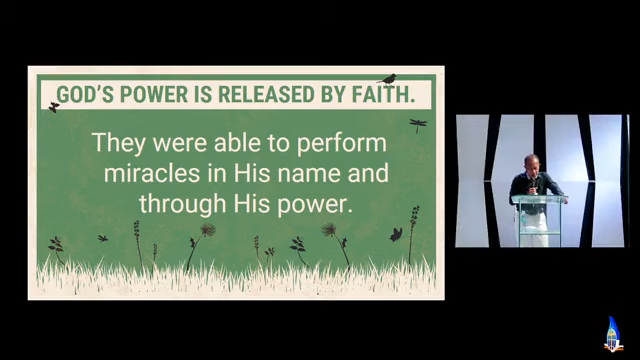 GOD'S POWER IS RELEASED BY FAITH.
They were able to perform
miracles in His name and
through His power.